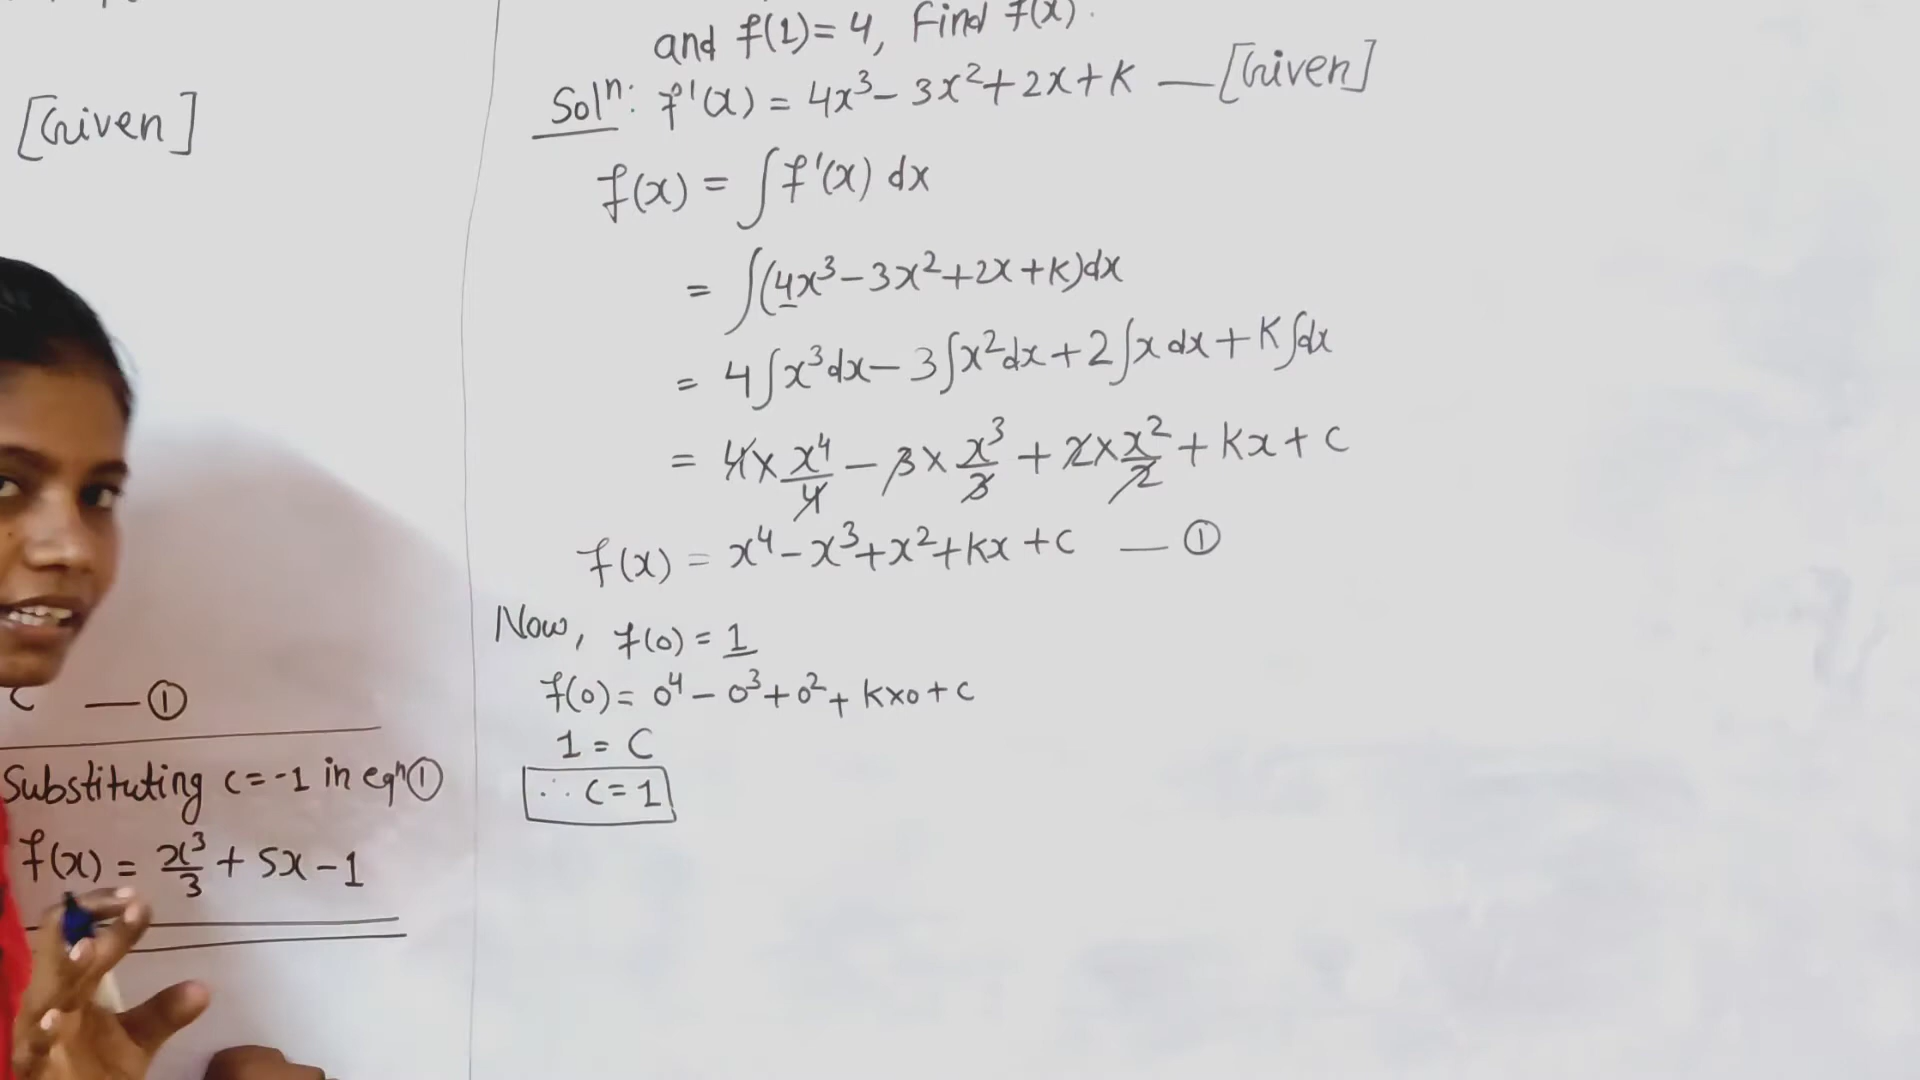 [Given]
C — ①
Substituting c=-1 in eqⁿ①
f(x) = x³/3 + 5x - 1
and f(1)= 4, Find f(x).
Solⁿ: f'(x) = 4x³- 3x²+ 2x + K — [Given]
f(x) = ∫f'(x) dx
= ∫(4x³-3x²+2x+K)dx
= 4∫x³dx - 3∫x²dx + 2∫x dx + K∫dx
= 4× x⁴/4 - 3× x³/3 + 2× x²/2 + Kx + C
f(x) = x⁴-x³+x²+Kx +C — ①
Now, f(0) = 1
f(0)= 0⁴- 0³+ 0²+ K×0 + C
1 = C
∴ C=1